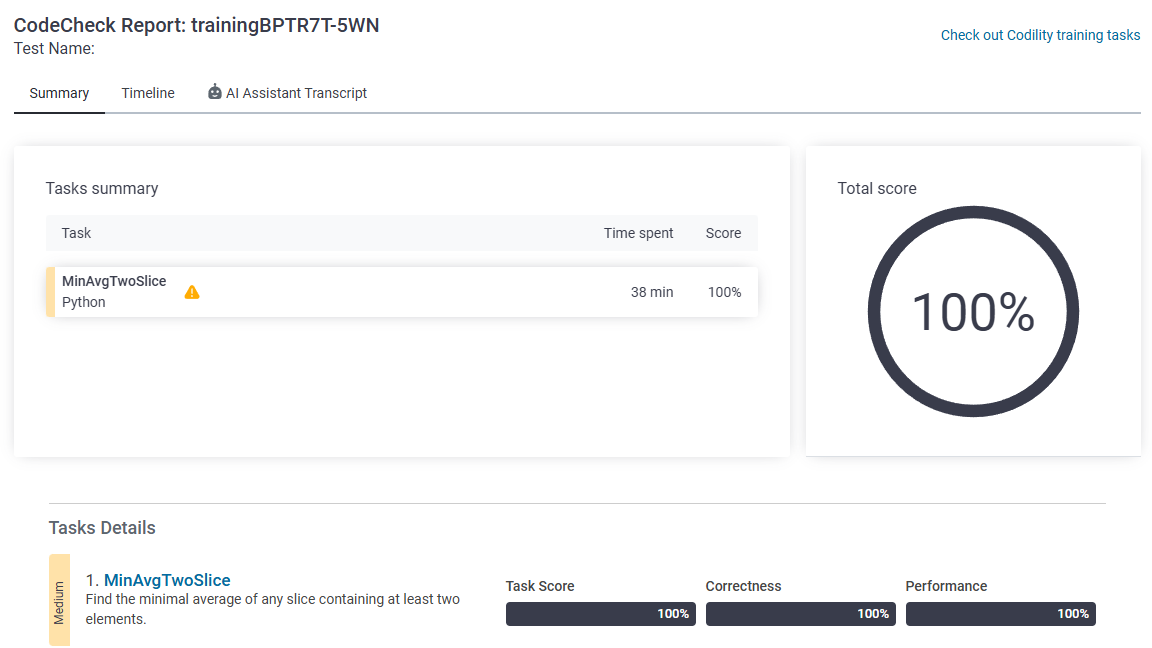 CodeCheck Report: trainingBPTR7T-5WN
Test Name:
Check out Codility training tasks
Summary
Timeline
AI Assistant Transcript
Tasks summary
Task Time spent Score
MinAvgTwoSlice
Python
38 min 100%
Total score
100%
Tasks Details
Medium
1. MinAvgTwoSlice
Find the minimal average of any slice containing at least two
elements.
Task Score
100%
Correctness
100%
Performance
100%